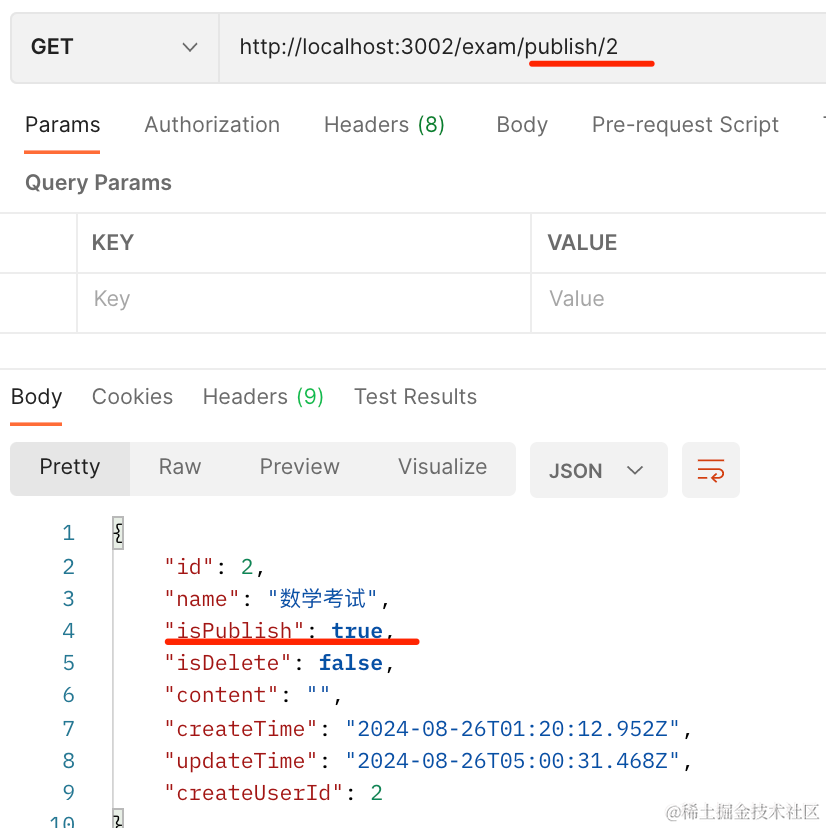 GET http://localhost:3002/exam/publish/2
Params Authorization Headers (8) Body Pre-request Script
Query Params
KEY VALUE
Key Value
Body Cookies Headers (9) Test Results
Pretty Raw Preview Visualize JSON
1 {
2 "id": 2,
3 "name": "数学考试",
4 "isPublish": true,
5 "isDelete": false,
6 "content": "",
7 "createTime": "2024-08-26T01:20:12.952Z",
8 "updateTime": "2024-08-26T05:00:31.468Z",
9 "createUserId": 2
10 }
@稀土掘金技术社区